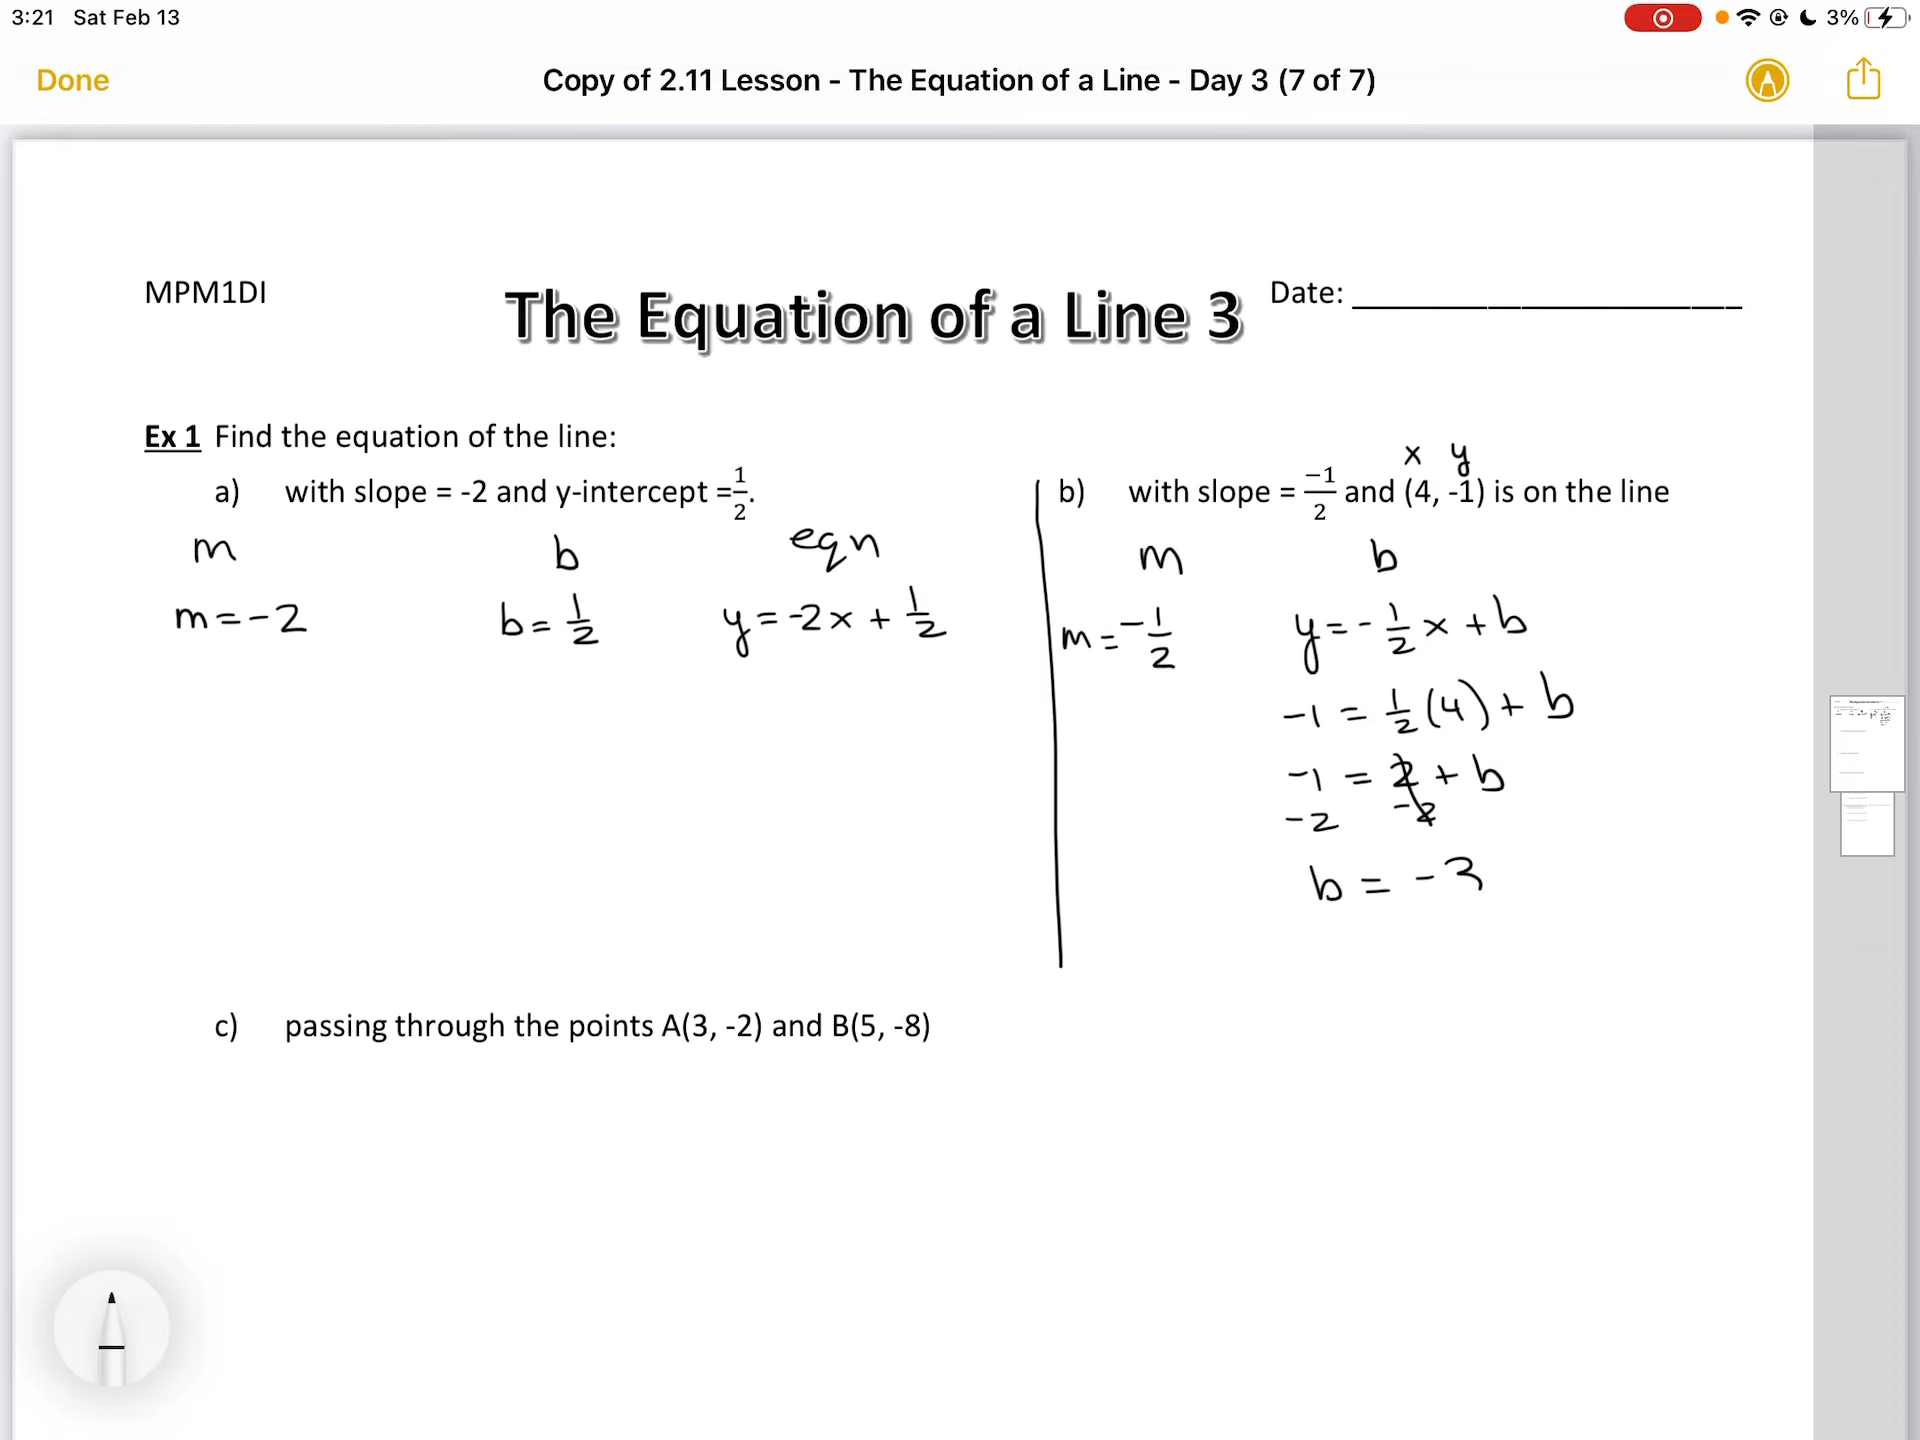 3:21 Sat Feb 13
3%
Done
Copy of 2.11 Lesson - The Equation of a Line - Day 3 (7 of 7)
MPM1DI
The Equation of a Line 3
Date: ____________________
Ex 1 Find the equation of the line:
a) with slope = -2 and y-intercept = 1/2.
m b eqn
m = -2 b = 1/2 y = -2x + 1/2
x y
b) with slope = -1/2 and (4, -1) is on the line
m b
m = -1/2 y = -1/2 x + b
-1 = 1/2 (4) + b
-1 = 2 + b
-2 -2
b = -3
c) passing through the points A(3, -2) and B(5, -8)